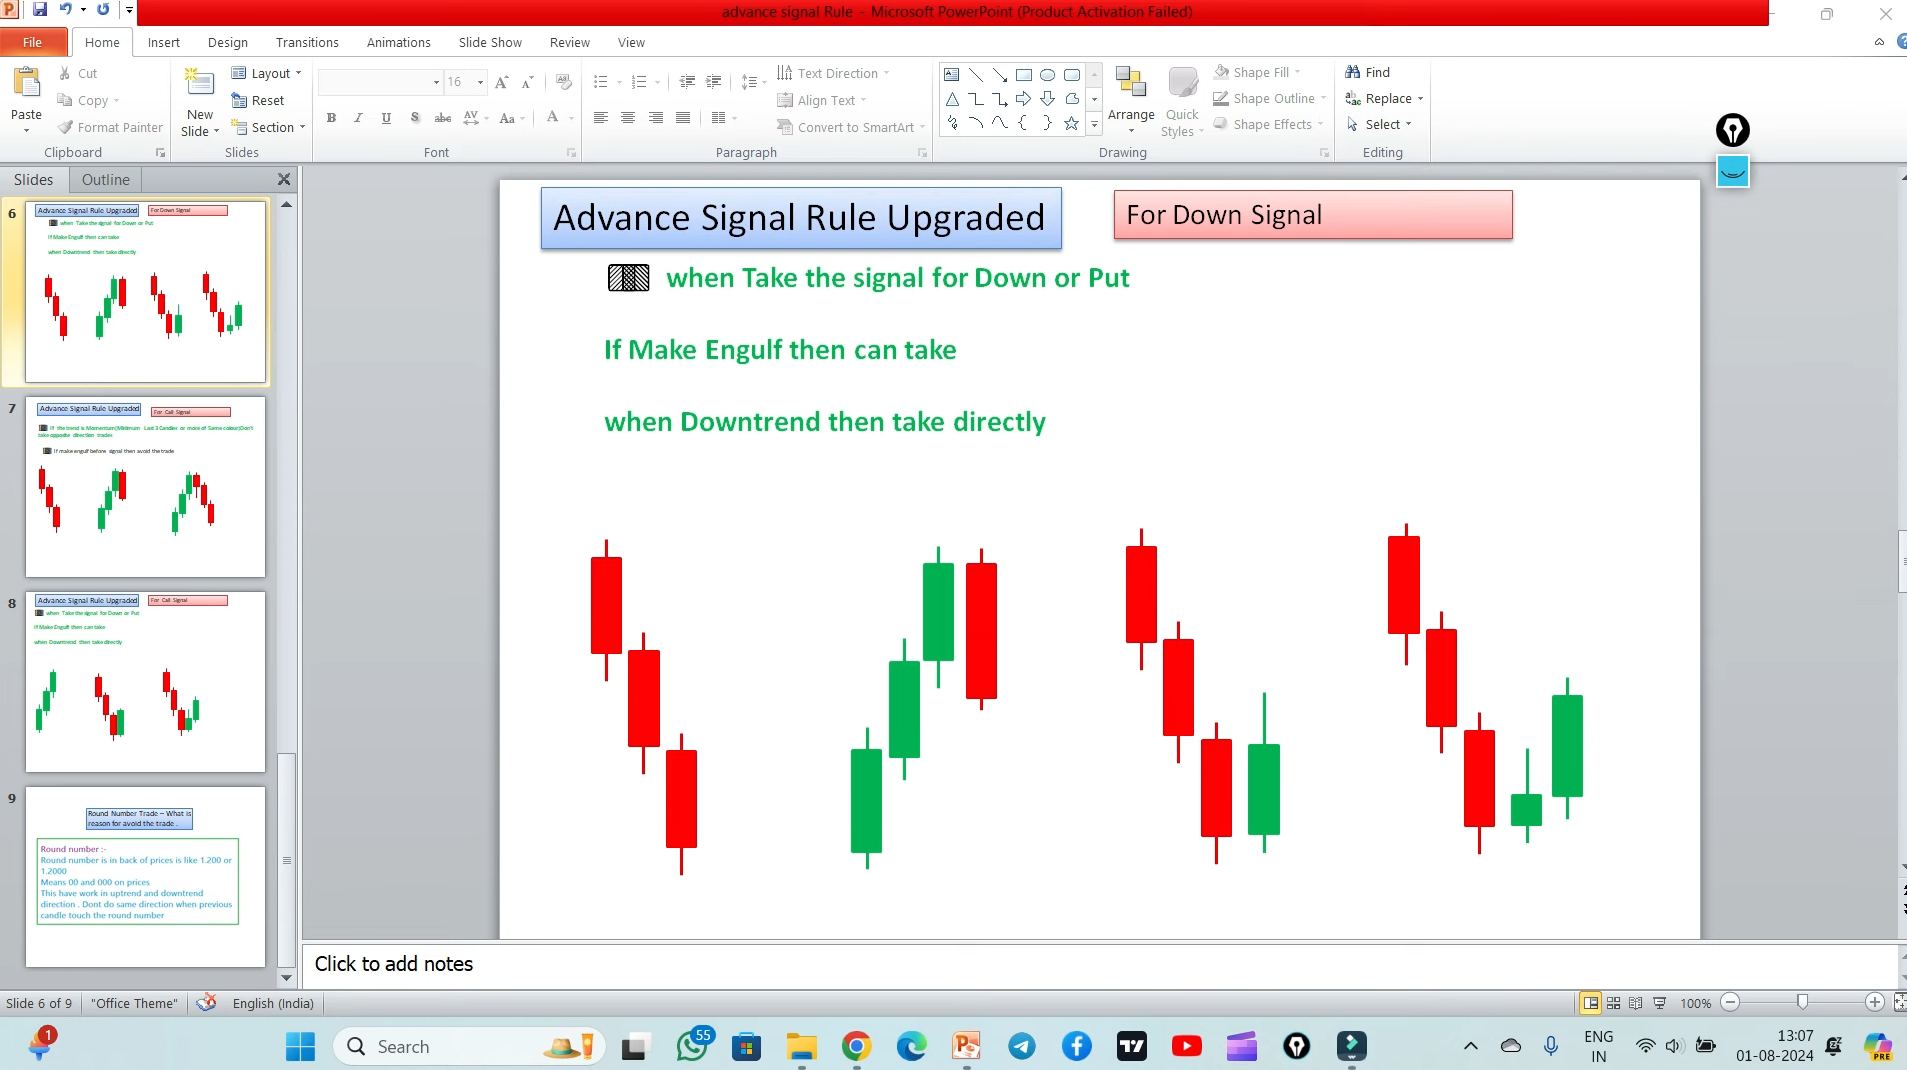 advance signal Rule - Microsoft PowerPoint (Product Activation Failed)
File Home Insert Design Transitions Animations Slide Show Review View
Paste
Cut
Copy
Format Painter
Clipboard
New
Slide
Layout
Reset
Section
Slides
16
B I U S abc AV Aa A
Font
Text Direction
Align Text
Convert to SmartArt
Paragraph
Arrange
Quick
Styles
Shape Fill
Shape Outline
Shape Effects
Drawing
Find
Replace
Select
Editing
Slides Outline
6
Advance Signal Rule Upgraded
For Down Signal
when Take the signal for Down or Put
If Make Engulf then can take
when Downtrend then take directly
7
Advance Signal Rule Upgraded
For Call Signal
If the trend is Momentum(Minimum Last 3 Candles or more of Same colour)Don't
take opposite direction trades
If make engulf before signal then avoid the trade
8
Advance Signal Rule Upgraded
For Call Signal
when Take the signal for Down or Put
If Make Engulf then can take
when Downtrend then take directly
9
Round Number Trade – What is
reason for avoid the trade .
Round number :-
Round number is in back of prices is like 1.200 or
1.2000
Means 00 and 000 on prices
This have work in uptrend and downtrend
direction . Dont do same direction when previous
candle touch the round number
Advance Signal Rule Upgraded
For Down Signal
when Take the signal for Down or Put
If Make Engulf then can take
when Downtrend then take directly
Click to add notes
Slide 6 of 9 "Office Theme" English (India) 100%
1
Search
55
PRE
ENG
IN
13:07
01-08-2024